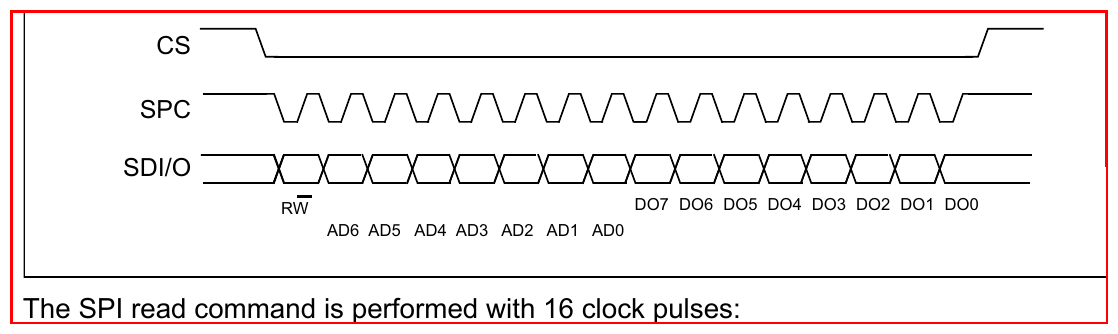 CS
SPC
SDI/O
RW̅
DO7 DO6 DO5 DO4 DO3 DO2 DO1 DO0
AD6 AD5 AD4 AD3 AD2 AD1 AD0
The SPI read command is performed with 16 clock pulses: